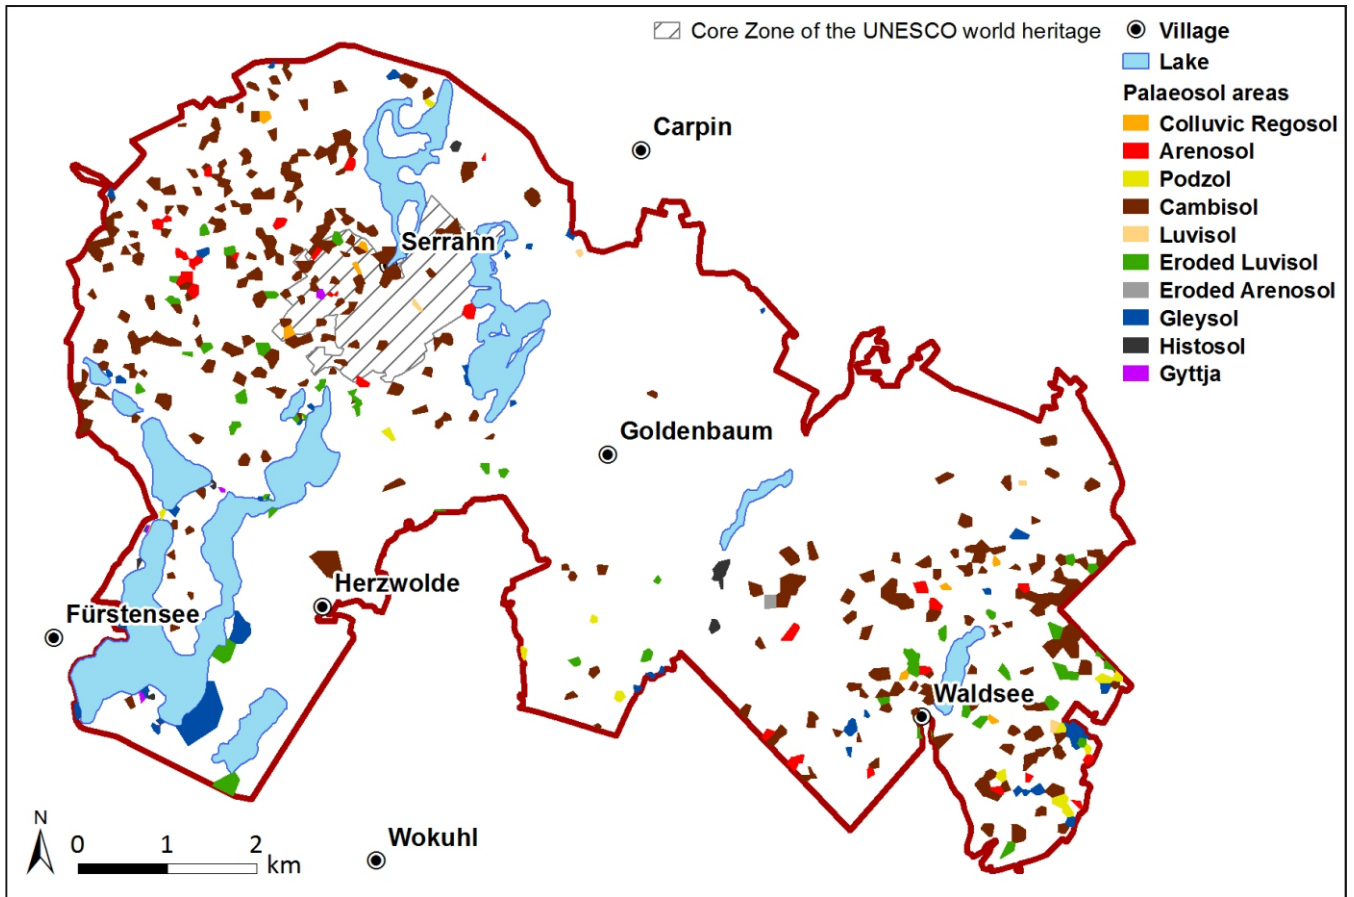 Core Zone of the UNESCO world heritage
Village
Lake
Palaeosol areas
Colluvic Regosol
Arenosol
Podzol
Cambisol
Luvisol
Eroded Luvisol
Eroded Arenosol
Gleysol
Histosol
Gyttja
Carpin
Serrahn
Goldenbaum
Herzwolde
Fürstensee
Waldsee
Wokuhl
N
0 1 2
km